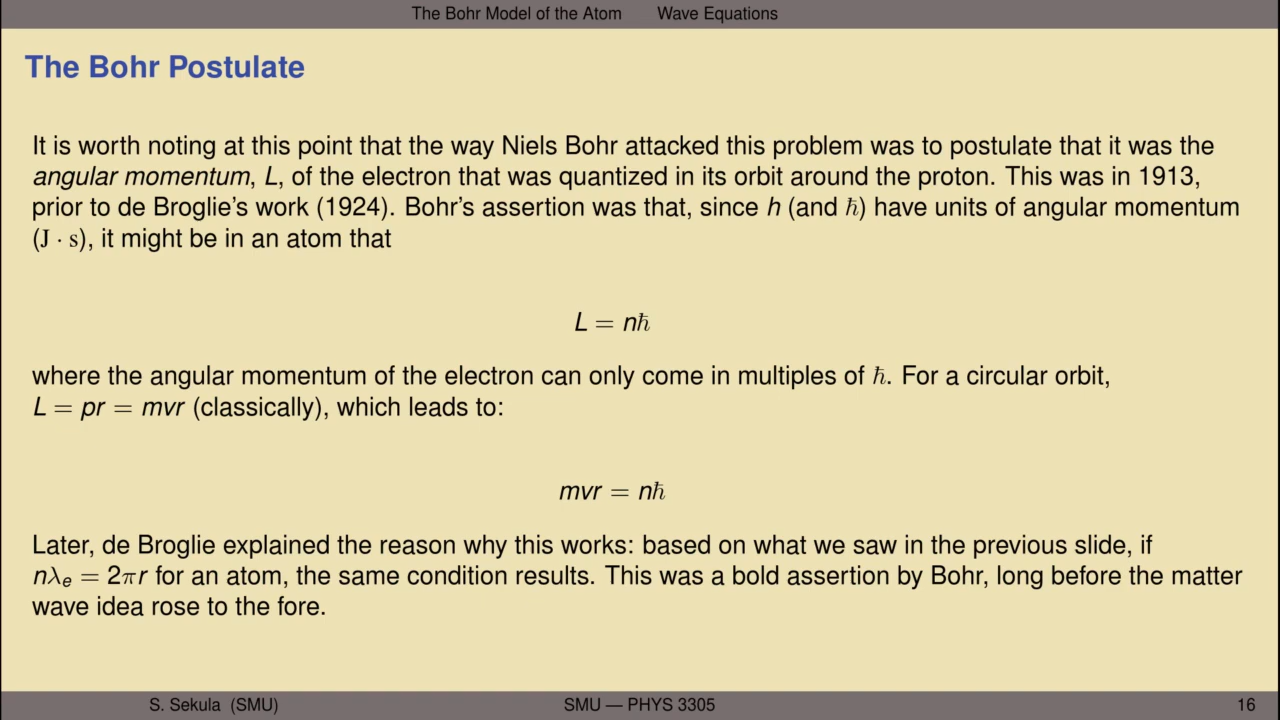 The Bohr Model of the Atom Wave Equations
The Bohr Postulate
It is worth noting at this point that the way Niels Bohr attacked this problem was to postulate that it was the
angular momentum, L, of the electron that was quantized in its orbit around the proton. This was in 1913,
prior to de Broglie's work (1924). Bohr's assertion was that, since h (and ħ) have units of angular momentum
(J · s), it might be in an atom that
L = nħ
where the angular momentum of the electron can only come in multiples of ħ. For a circular orbit,
L = pr = mvr (classically), which leads to:
mvr = nħ
Later, de Broglie explained the reason why this works: based on what we saw in the previous slide, if
nλₑ = 2πr for an atom, the same condition results. This was a bold assertion by Bohr, long before the matter
wave idea rose to the fore.
S. Sekula (SMU) SMU — PHYS 3305 16